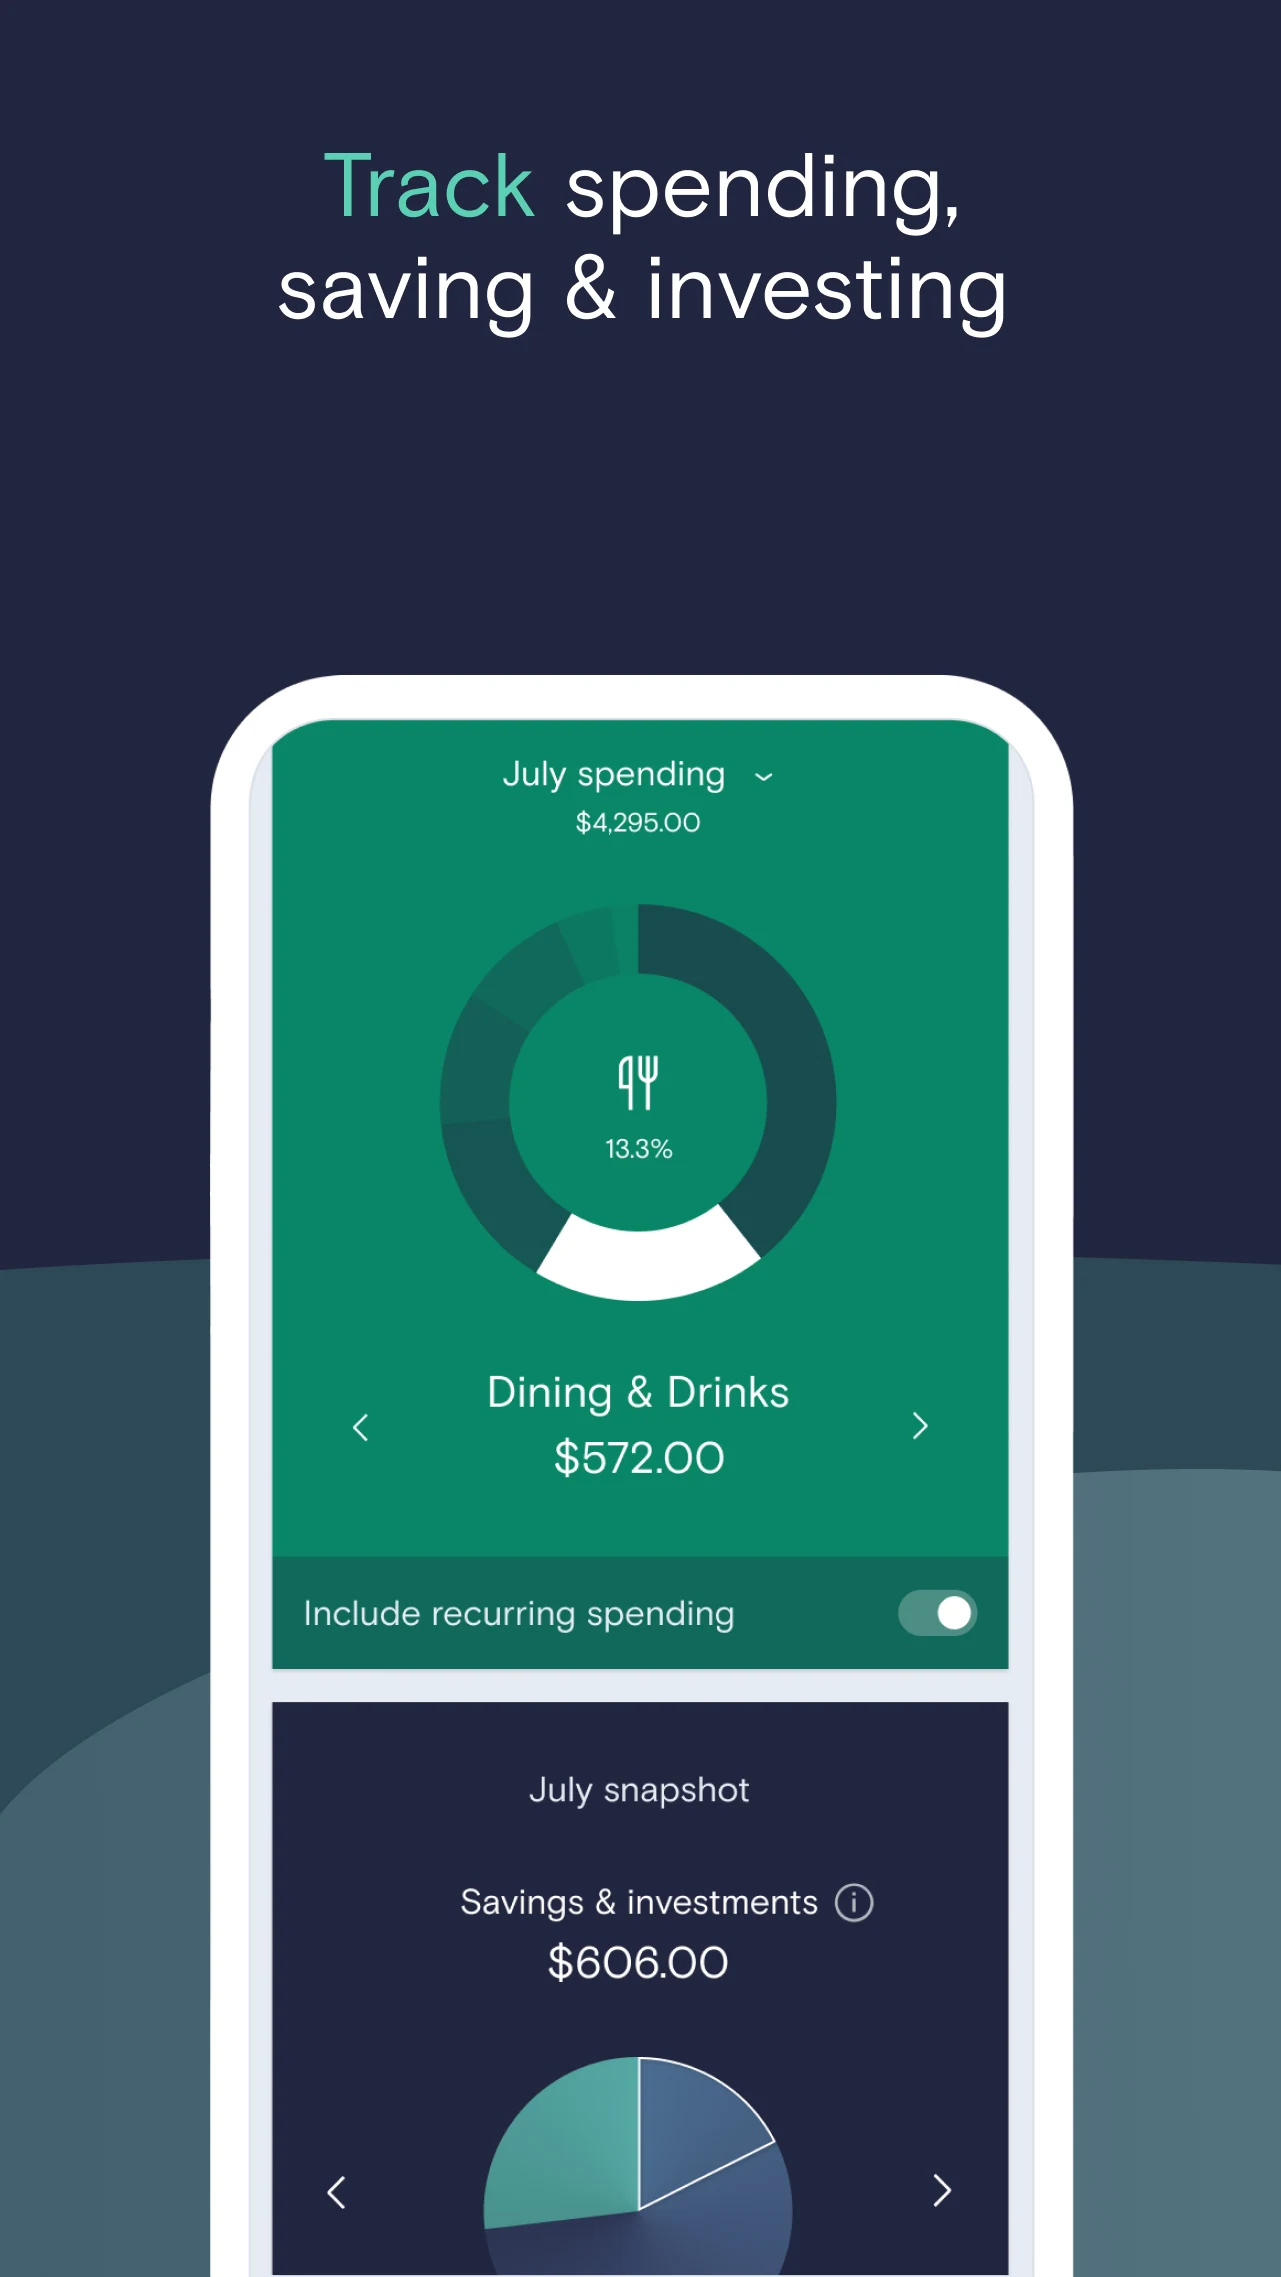 Track spending,
saving & investing
July spending
$4,295.00
13.3%
Dining & Drinks
$572.00
Include recurring spending
July snapshot
Savings & investments
$606.00